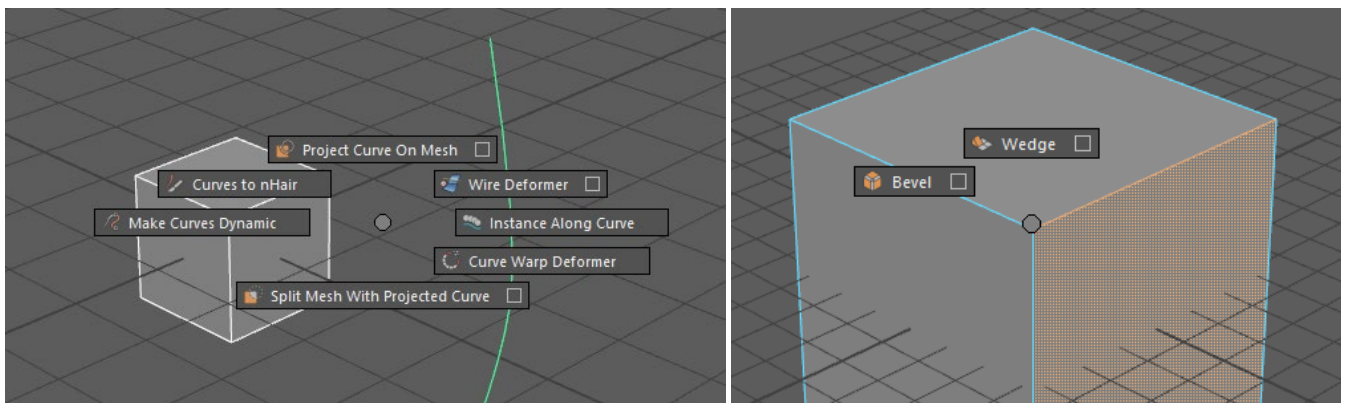 Project Curve On Mesh
Curves to nHair
Wire Deformer
Make Curves Dynamic
Instance Along Curve
Curve Warp Deformer
Split Mesh With Projected Curve
Wedge
Bevel